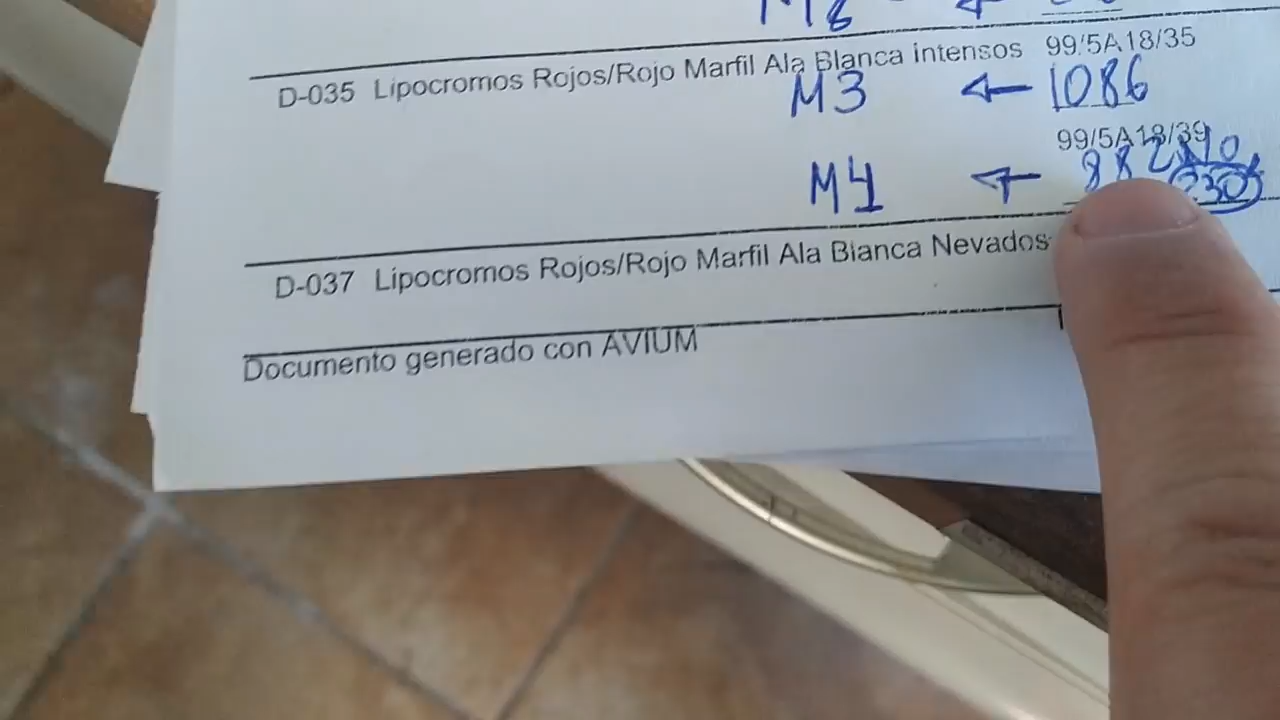 M8 ←
D-035 Lipocromos Rojos/Rojo Marfil Ala Blanca intensos 99/5A18/35
M3 ← 1086
99/5A18/39
M4 ←
D-037 Lipocromos Rojos/Rojo Marfil Ala Blanca Nevados
Documento generado con AVIUM